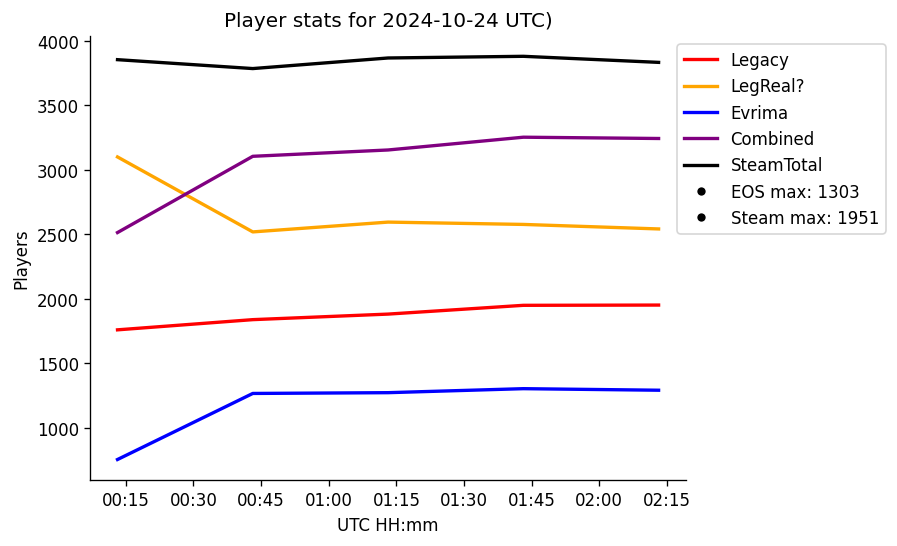 Player stats for 2024-10-24 UTC)
4000
3500
3000
2500
2000
1500
1000
Players
00:15 00:30 00:45 01:00 01:15 01:30 01:45 02:00 02:15
UTC HH:mm
Legacy
LegReal?
Evrima
Combined
SteamTotal
EOS max: 1303
Steam max: 1951